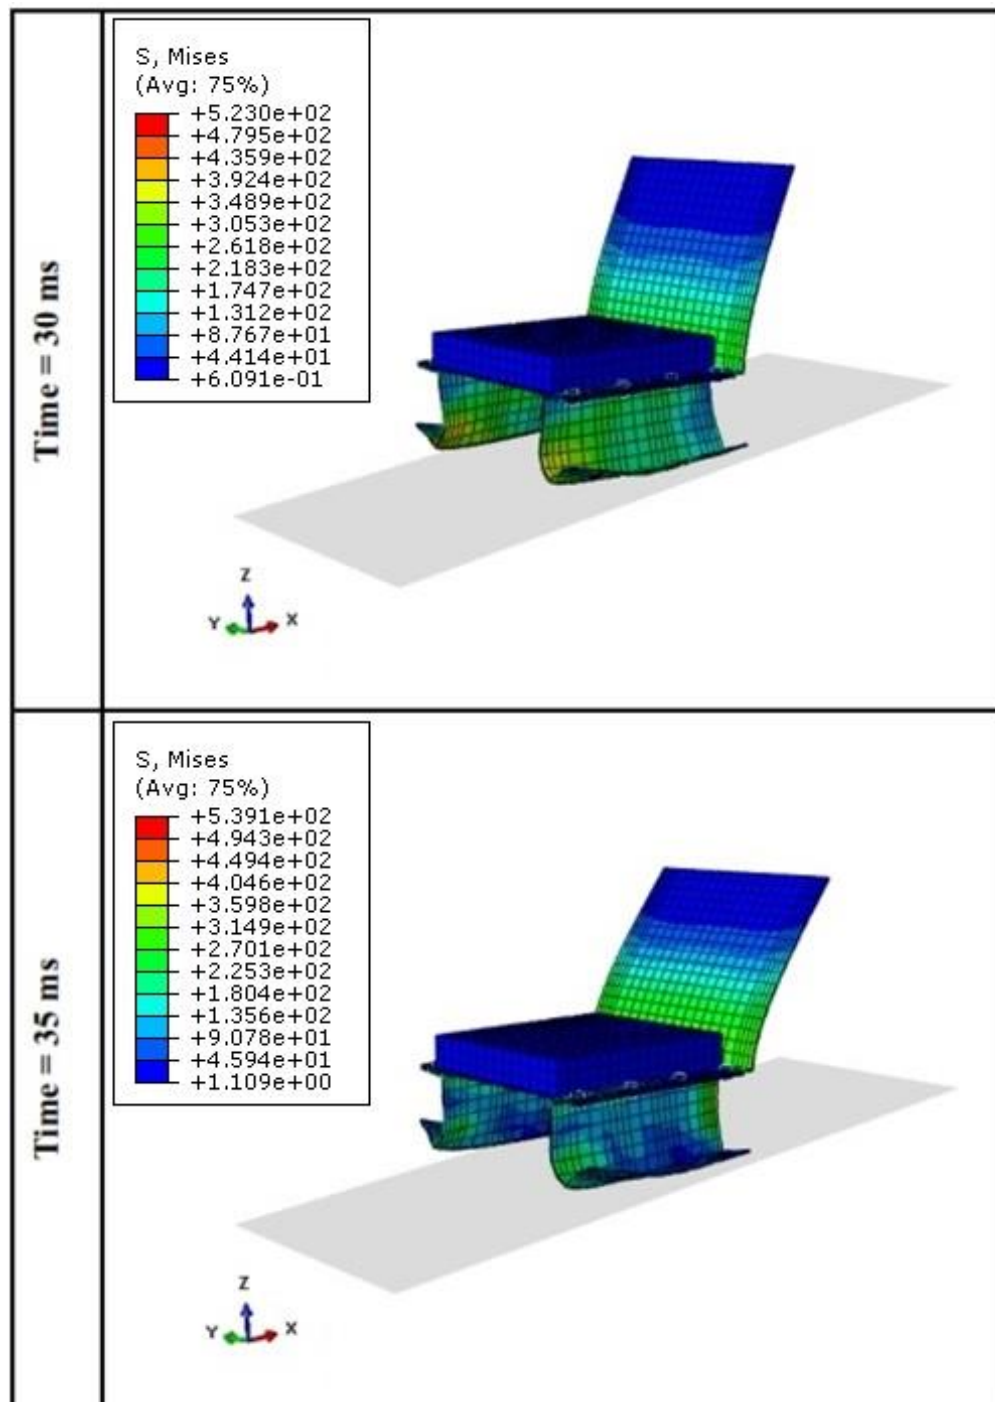 Time = 30 ms
S, Mises
(Avg: 75%)
+5.230e+02
+4.795e+02
+4.359e+02
+3.924e+02
+3.489e+02
+3.053e+02
+2.618e+02
+2.183e+02
+1.747e+02
+1.312e+02
+8.767e+01
+4.414e+01
+6.091e-01
Z
Y
X
Time = 35 ms
S, Mises
(Avg: 75%)
+5.391e+02
+4.943e+02
+4.494e+02
+4.046e+02
+3.598e+02
+3.149e+02
+2.701e+02
+2.253e+02
+1.804e+02
+1.356e+02
+9.078e+01
+4.594e+01
+1.109e+00
Z
Y
X